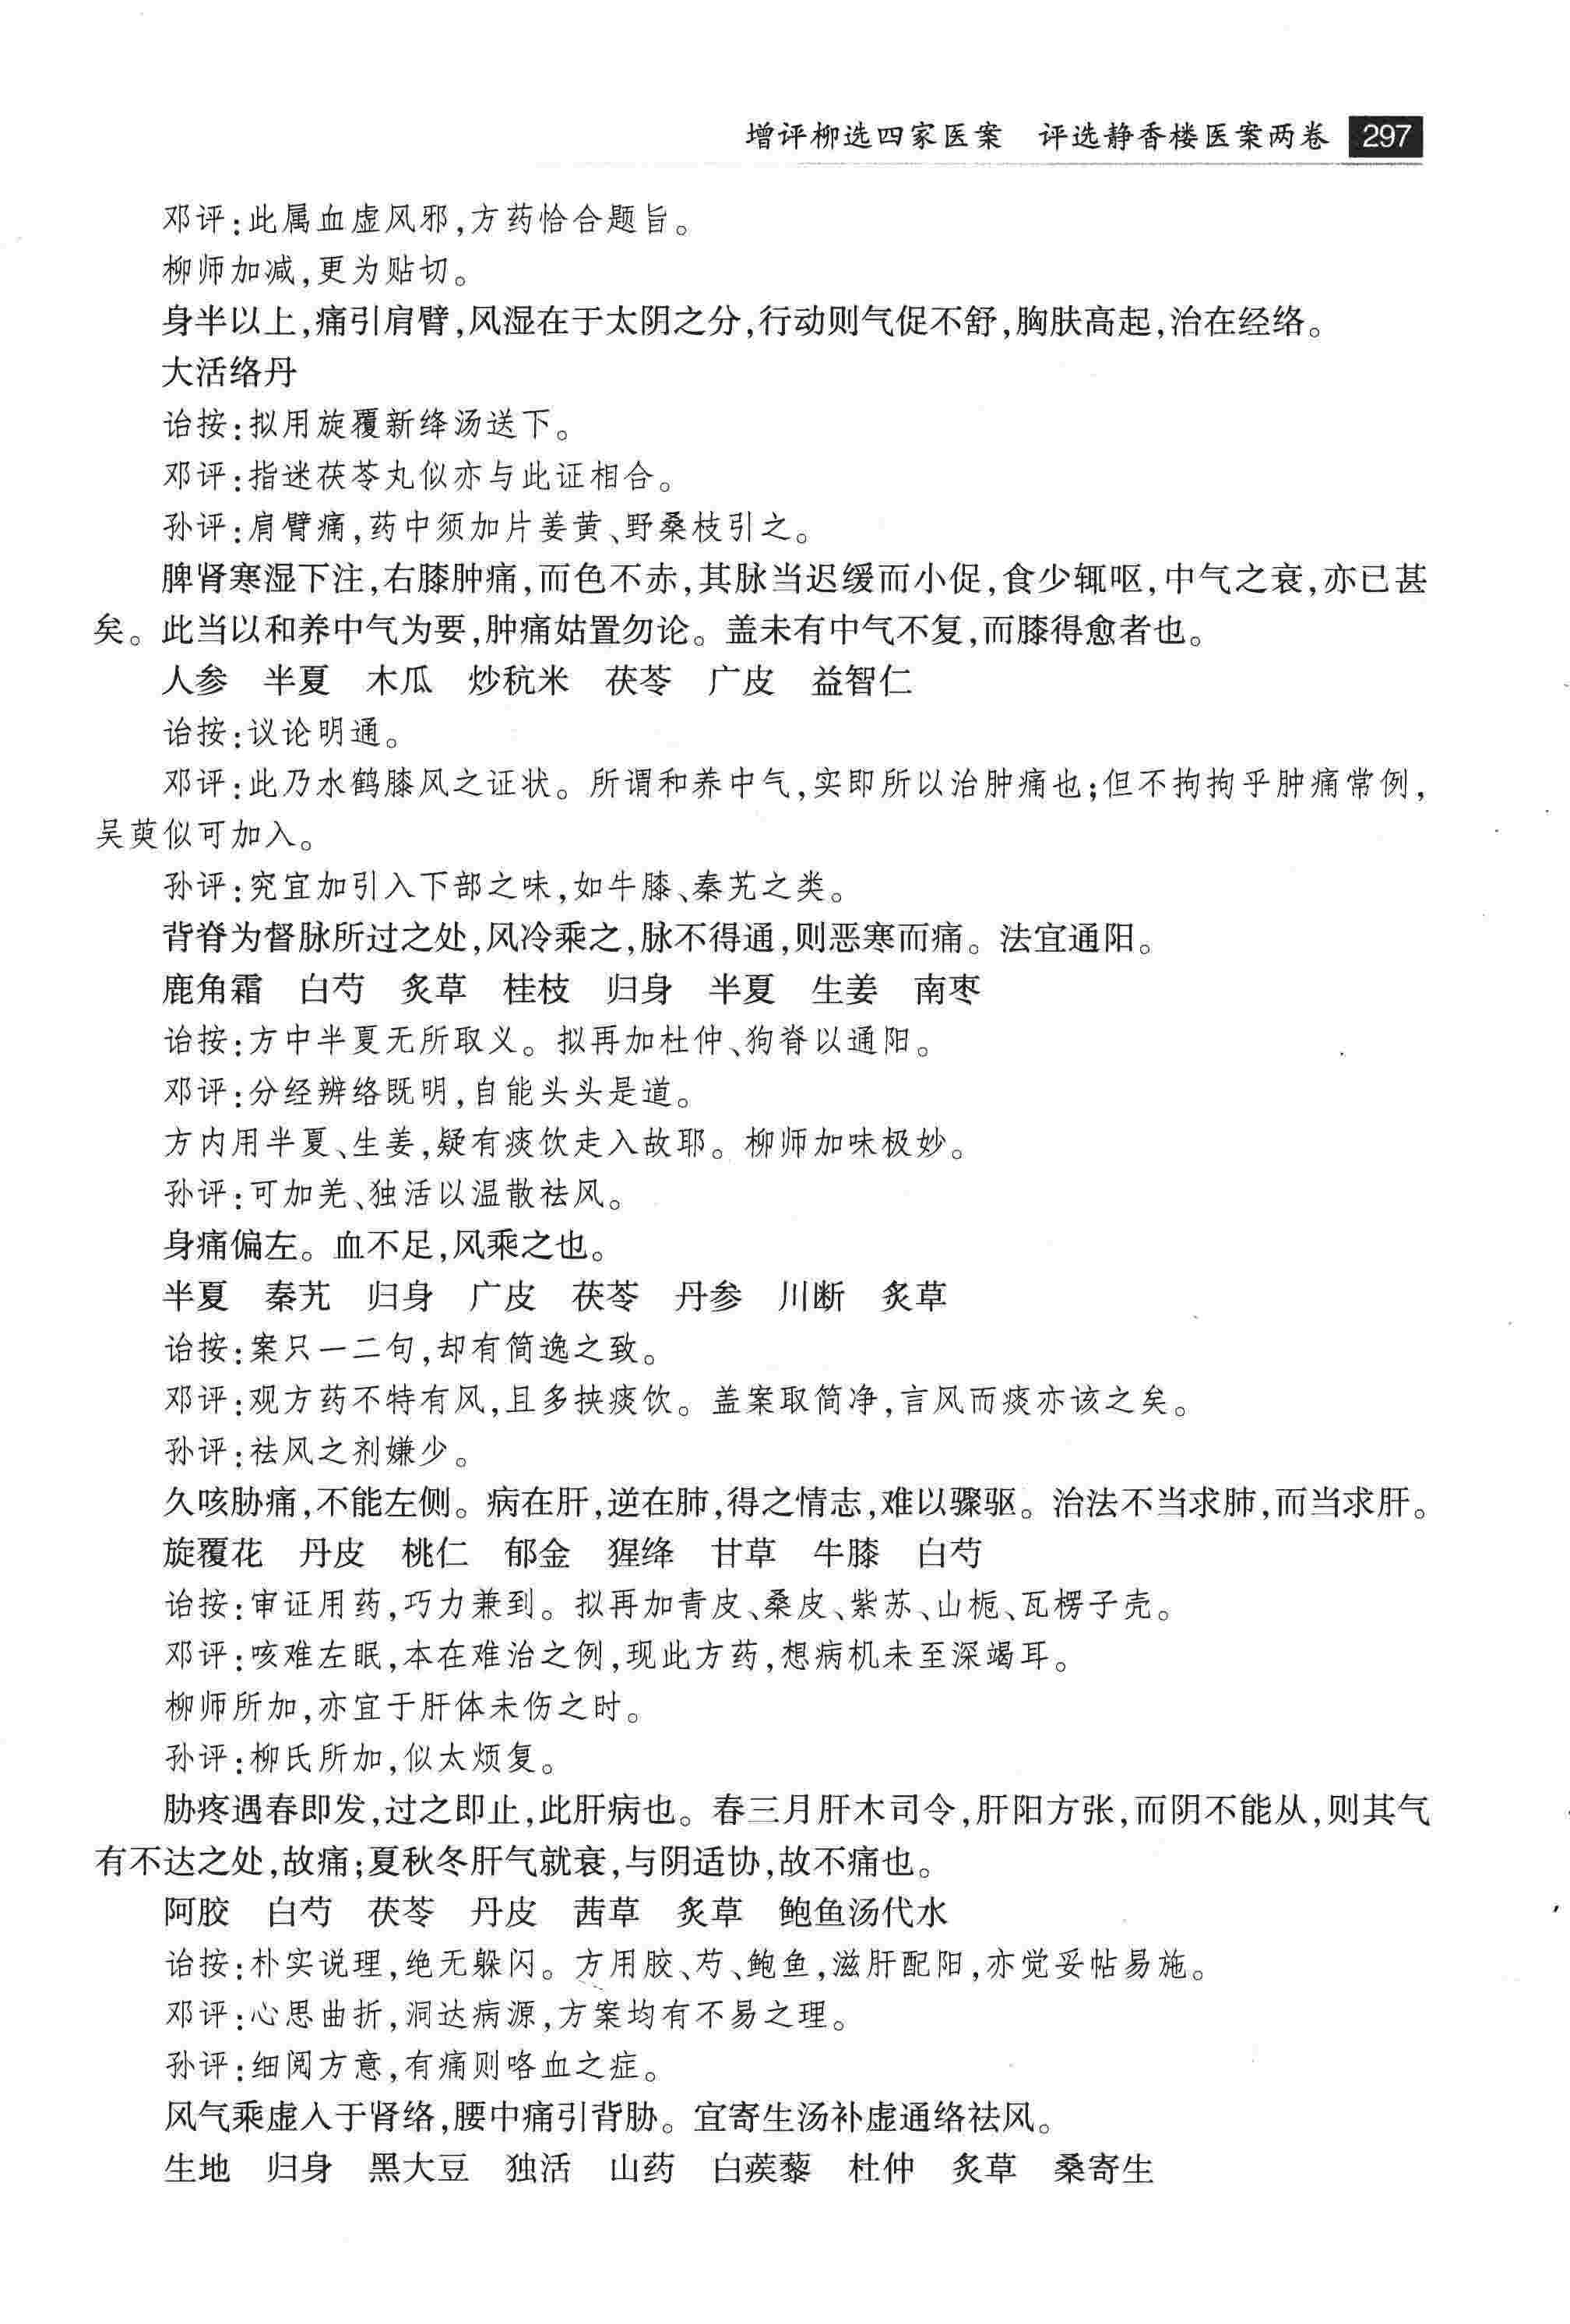 增评柳选四家医案　评选静香楼医案两卷 297
邓评:此属血虚风邪,方药恰合题旨。
柳师加减,更为贴切。
身半以上,痛引肩臂,风湿在于太阴之分,行动则气促不舒,胸肤高起,治在经络。
大活络丹
诒按:拟用旋覆新绛汤送下。
邓评:指迷茯苓丸似亦与此证相合。
孙评:肩臂痛,药中须加片姜黄、野桑枝引之。
脾肾寒湿下注,右膝肿痛,而色不赤,其脉当迟缓而小促,食少辄呕,中气之衰,亦已甚
矣。此当以和养中气为要,肿痛姑置勿论。盖未有中气不复,而膝得愈者也。
人参　半夏　木瓜　炒秔米　茯苓　广皮　益智仁
诒按:议论明通。
邓评:此乃水鹤膝风之证状。所谓和养中气,实即所以治肿痛也;但不拘拘乎肿痛常例,
吴萸似可加入。
孙评:究宜加引入下部之味,如牛膝、秦艽之类。
背脊为督脉所过之处,风冷乘之,脉不得通,则恶寒而痛。法宜通阳。
鹿角霜　白芍　炙草　桂枝　归身　半夏　生姜　南枣
诒按:方中半夏无所取义。拟再加杜仲、狗脊以通阳。
邓评:分经辨络既明,自能头头是道。
方内用半夏、生姜,疑有痰饮走入故耶。柳师加味极妙。
孙评:可加羌、独活以温散祛风。
身痛偏左。血不足,风乘之也。
半夏　秦艽　归身　广皮　茯苓　丹参　川断　炙草
诒按:案只一二句,却有简逸之致。
邓评:观方药不特有风,且多挟痰饮。盖案取简净,言风而痰亦该之矣。
孙评:祛风之剂嫌少。
久咳胁痛,不能左侧。病在肝,逆在肺,得之情志,难以骤驱。治法不当求肺,而当求肝。
旋覆花　丹皮　桃仁　郁金　猩绛　甘草　牛膝　白芍
诒按:审证用药,巧力兼到。拟再加青皮、桑皮、紫苏、山栀、瓦楞子壳。
邓评:咳难左眠,本在难治之例,现此方药,想病机未至深竭耳。
柳师所加,亦宜于肝体未伤之时。
孙评:柳氏所加,似太烦复。
胁疼遇春即发,过之即止,此肝病也。春三月肝木司令,肝阳方张,而阴不能从,则其气
有不达之处,故痛;夏秋冬肝气就衰,与阴适协,故不痛也。
阿胶　白芍　茯苓　丹皮　茜草　炙草　鲍鱼汤代水
诒按:朴实说理,绝无躲闪。方用胶、芍、鲍鱼,滋肝配阳,亦觉妥帖易施。
邓评:心思曲折,洞达病源,方案均有不易之理。
孙评:细阅方意,有痛则咯血之症。
风气乘虚入于肾络,腰中痛引背胁。宜寄生汤补虚通络祛风。
生地　归身　黑大豆　独活　山药　白蒺藜　杜仲　炙草　桑寄生